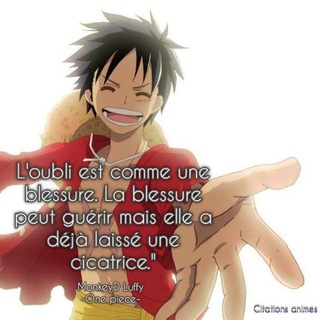 L'oubli est comme une
blessure. La blessure
peut guérir mais elle a
déjà laissé une
cicatrice."
MonkeyD Luffy
-One piece-
Citations animes